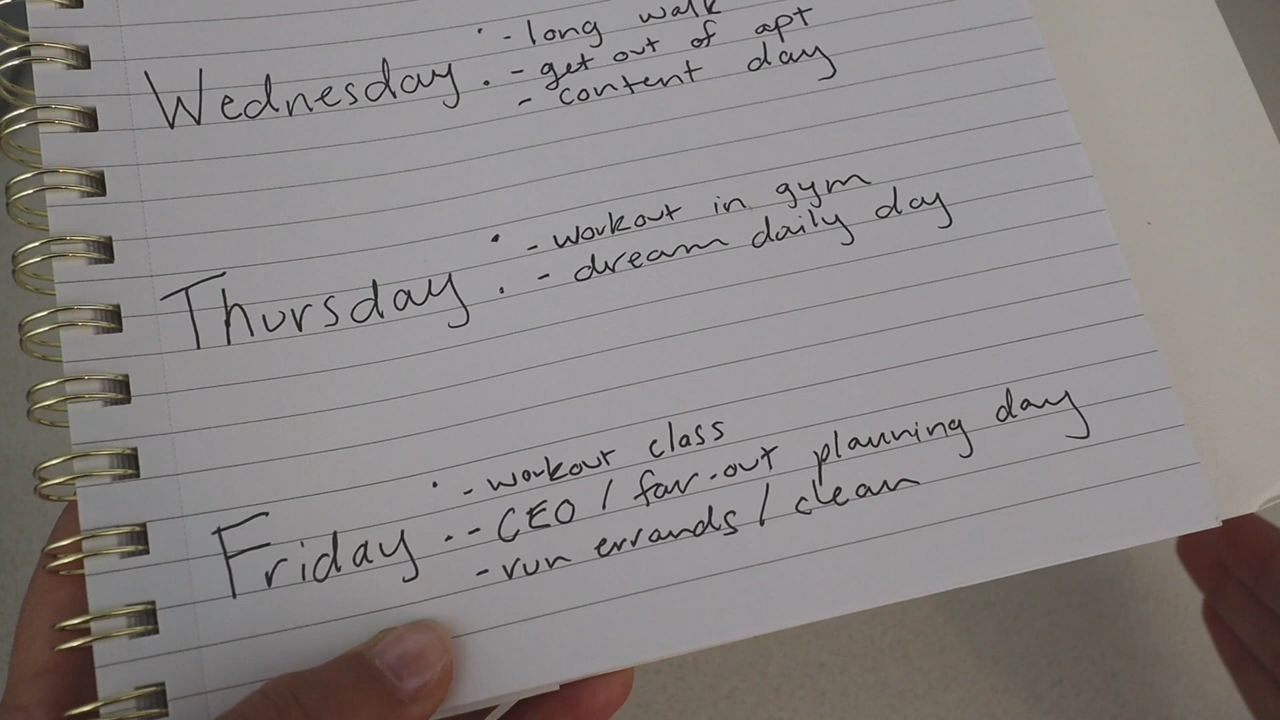 - long walk
Wednesday : - get out of apt
- content day
- workout in gym
Thursday : - dream daily day
- workout class
Friday : - CEO / far-out planning day
- run errands / clean